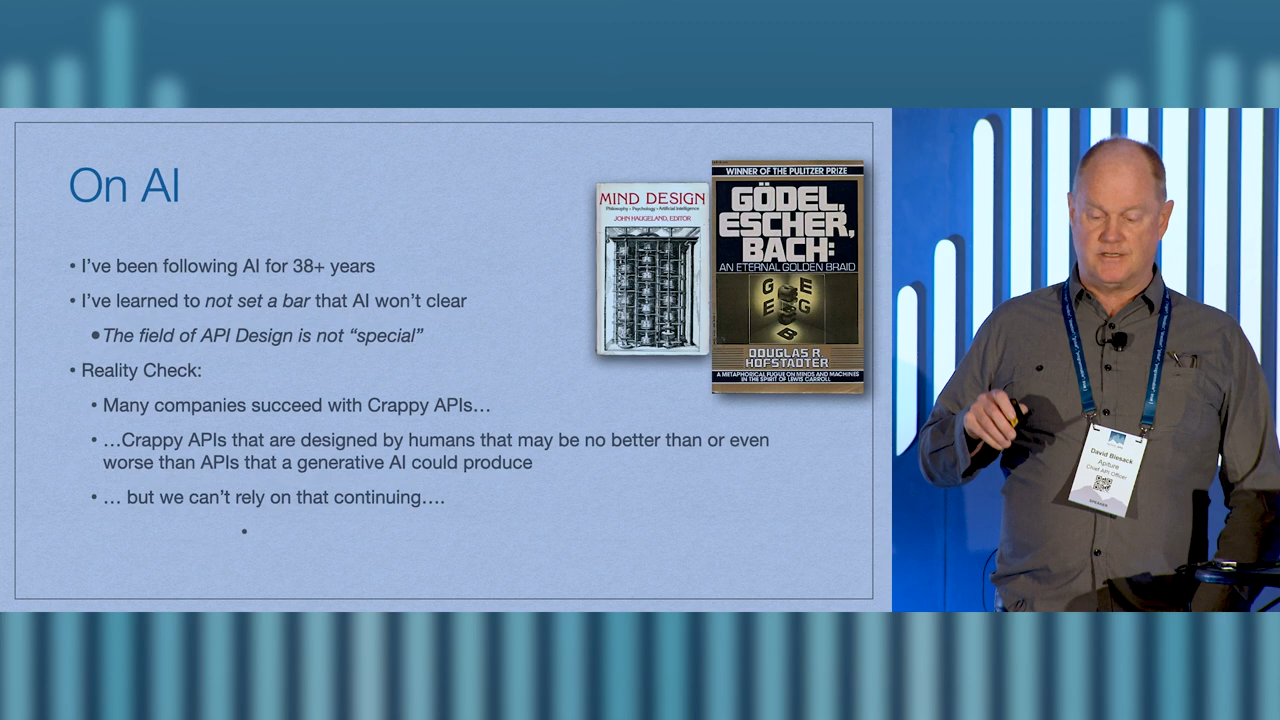 On AI
• I’ve been following AI for 38+ years
• I’ve learned to not set a bar that AI won’t clear
• The field of API Design is not “special”
• Reality Check:
• Many companies succeed with Crappy APIs…
• …Crappy APIs that are designed by humans that may be no better than or even
worse than APIs that a generative AI could produce
• … but we can’t rely on that continuing….
•
MIND DESIGN
Philosophy • Psychology • Artificial Intelligence
JOHN HAUGELAND, EDITOR
WINNER OF THE PULITZER PRIZE
GÖDEL,
ESCHER,
BACH:
AN ETERNAL GOLDEN BRAID
G E
E G
B
DOUGLAS R.
HOFSTADTER
A METAPHORICAL FUGUE ON MINDS AND MACHINES
IN THE SPIRIT OF LEWIS CARROLL
David Biesack
Apiture
Chief API Officer
SPEAKER